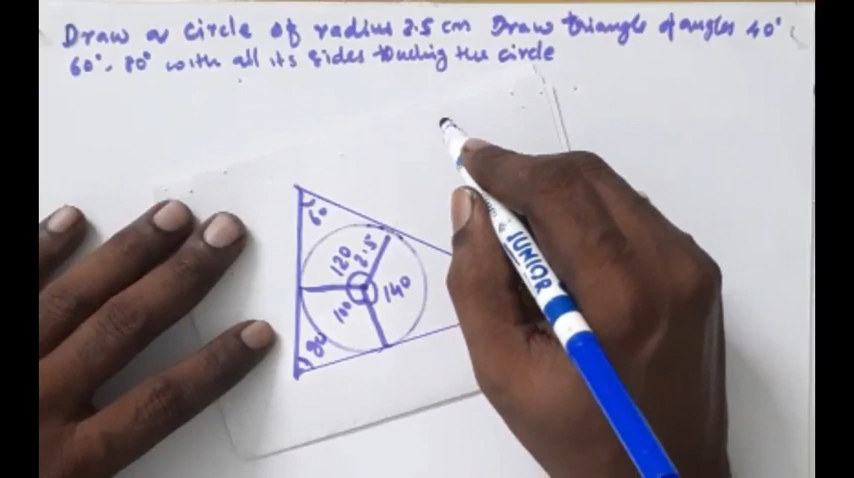 Draw a circle of radius 2.5 cm Draw triangle of angles 40°,
60°, 80° with all its sides touching the circle
60
120
2.5
140
100
80
JUNIOR